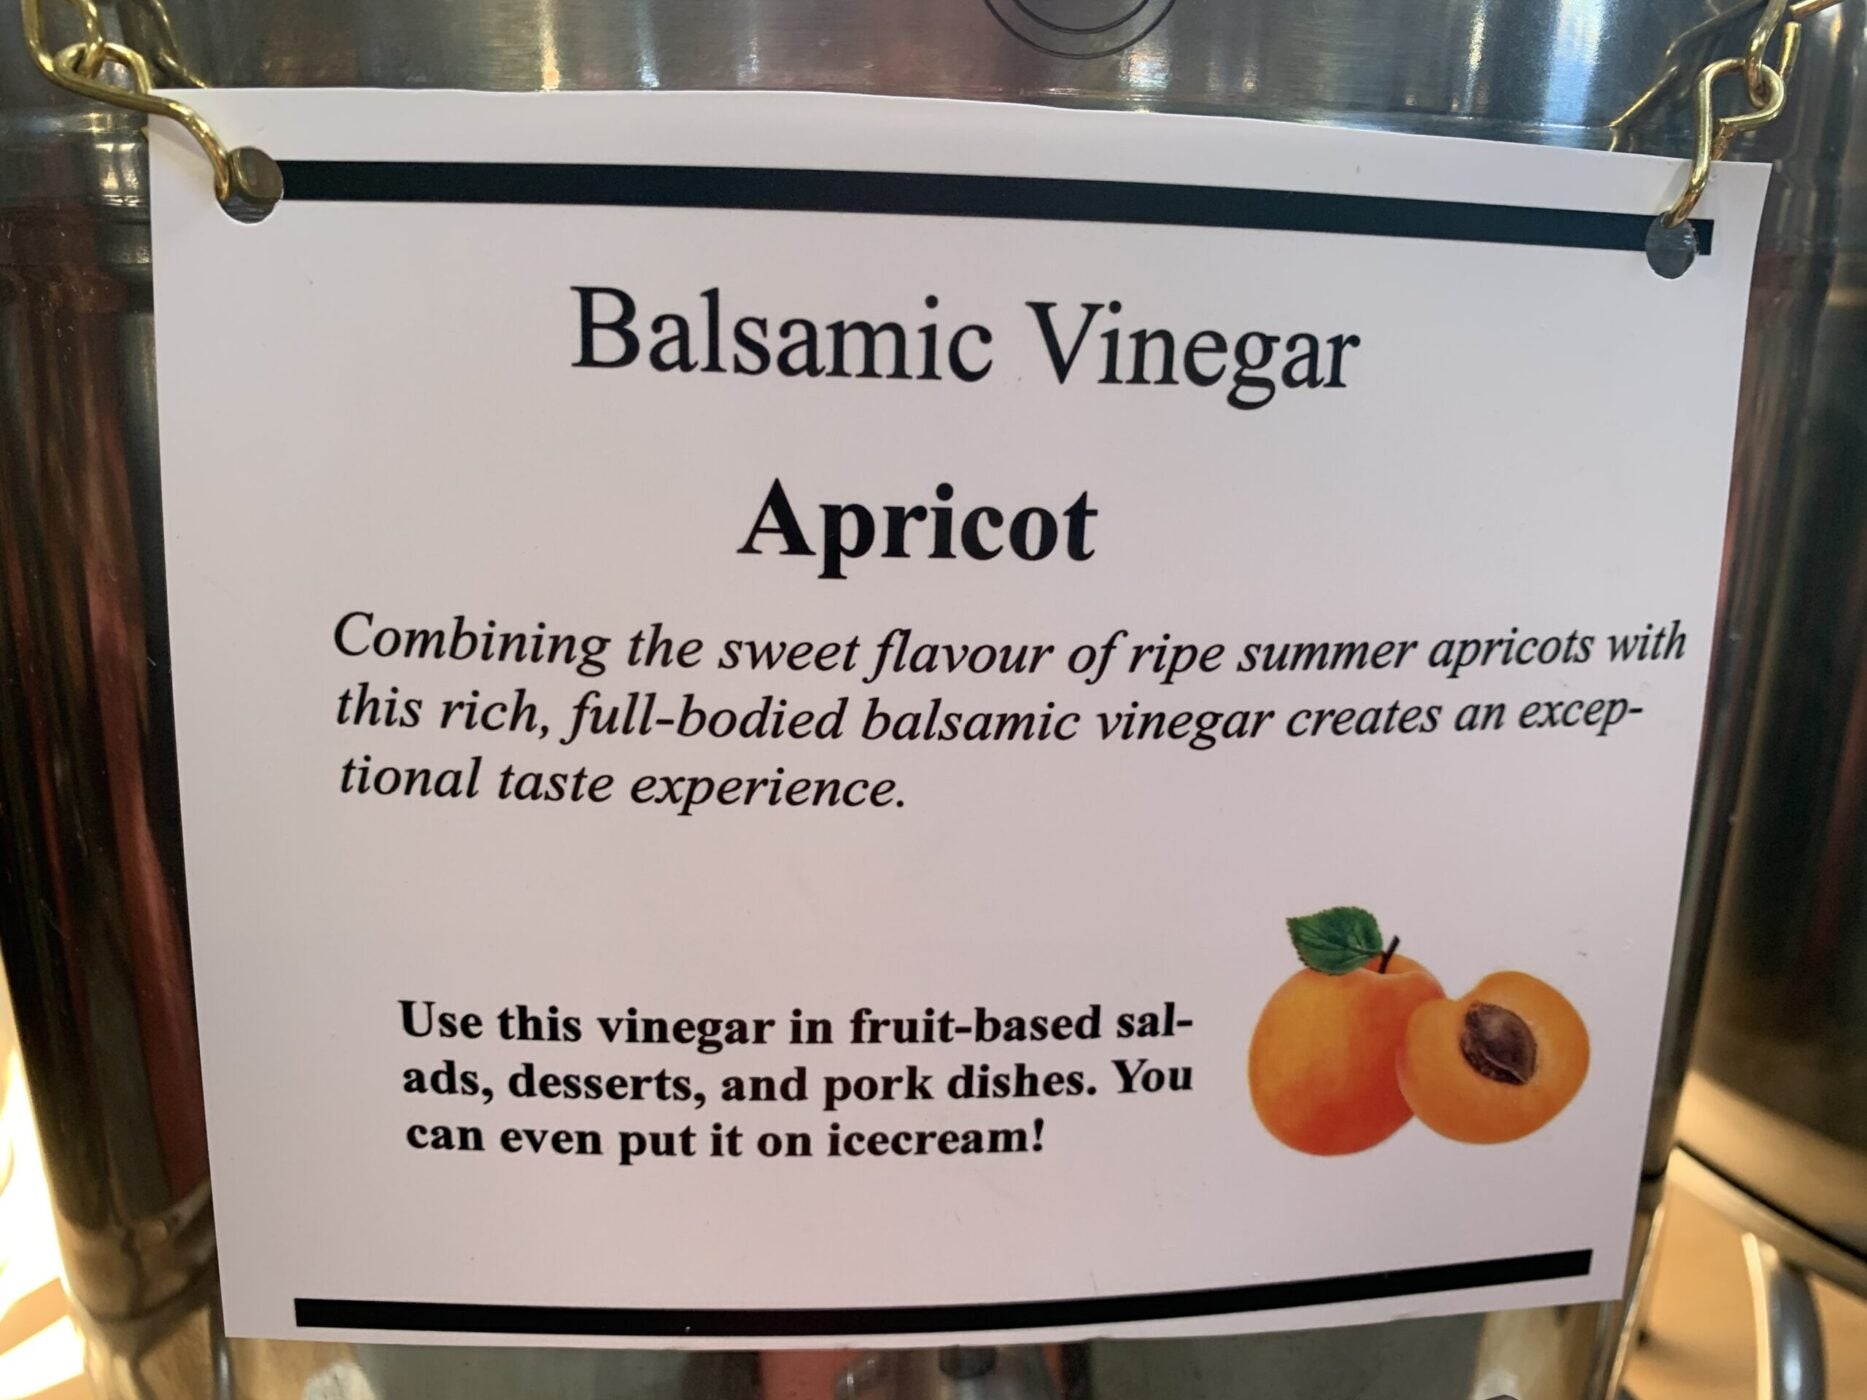 Balsamic Vinegar
Apricot
Combining the sweet flavour of ripe summer apricots with
this rich, full-bodied balsamic vinegar creates an excep-
tional taste experience.
Use this vinegar in fruit-based sal-
ads, desserts, and pork dishes. You
can even put it on icecream!